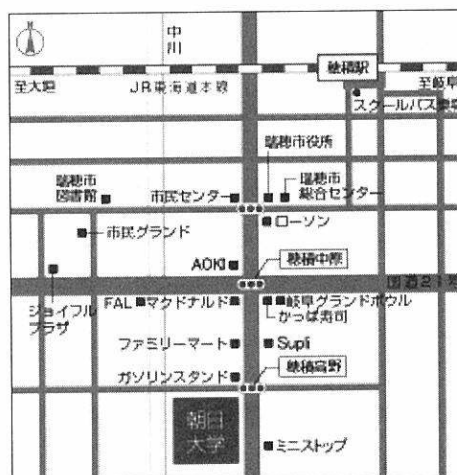 中
川
穂積駅
至大垣
JR東海道本線
至岐阜
スクールバス乗場
瑞穂市役所
瑞穂市
図書館
市民センター
瑞穂市
総合センター
市民グランド
ローソン
AOKI
穂積中原
国道21号
ジョイフル
プラザ
FAL
マクドナルド
岐阜グランドボウル
かっぱ寿司
ファミリーマート
Supli
穂積高野
ガソリンスタンド
朝日
大学
ミニストップ